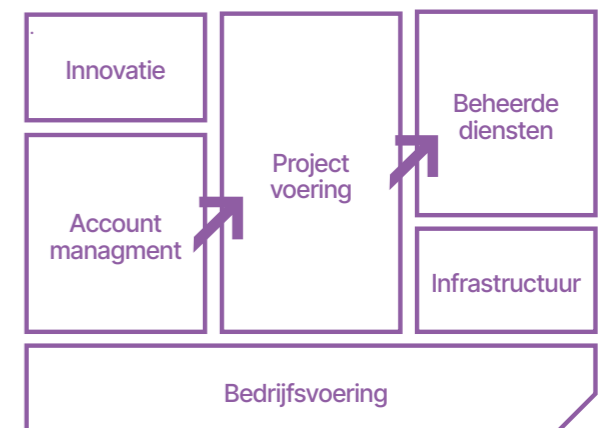 Innovatie
Account
managment
Project
voering
Beheerde
diensten
Infrastructuur
Bedrijfsvoering